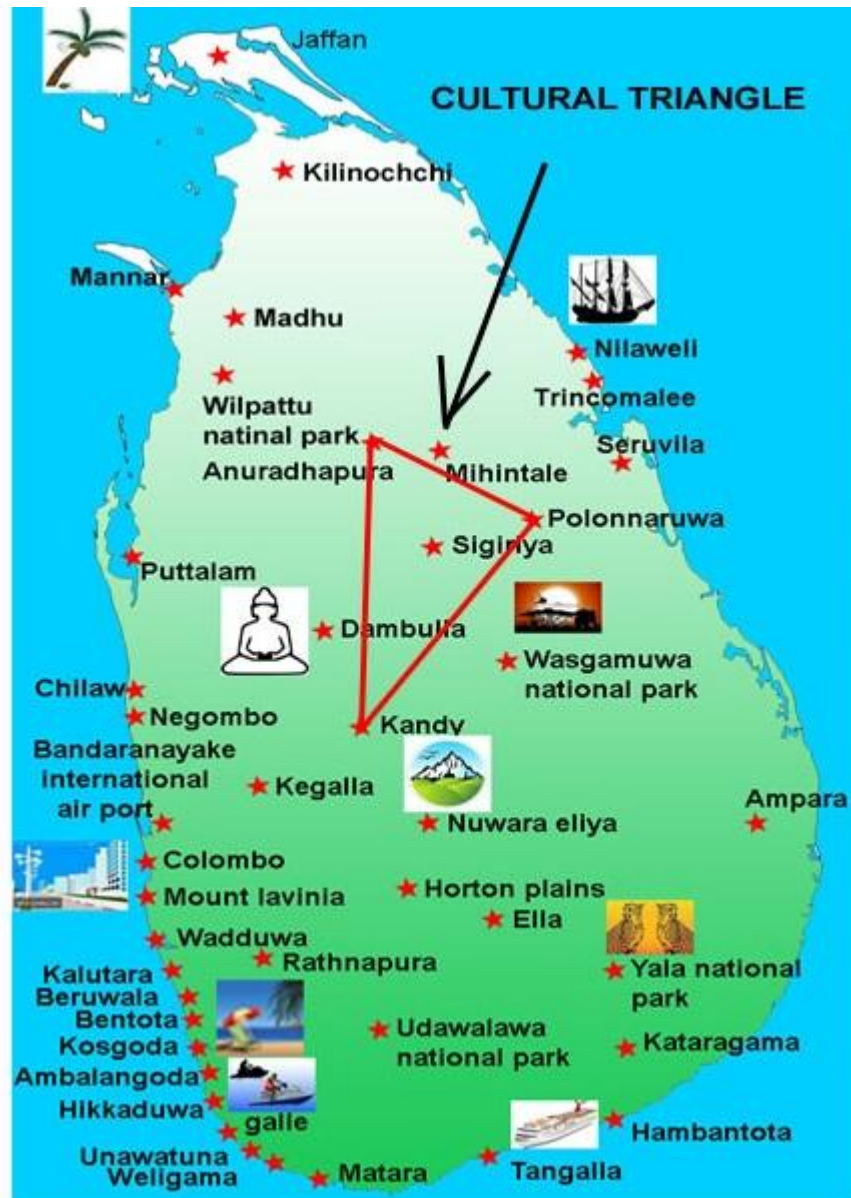 Jaffan
CULTURAL TRIANGLE
Kilinochchi
Mannar
Madhu
Nilaweli
Trincomalee
Wilpattu
natinal park
Anuradhapura
Mihintale
Seruvila
Polonnaruwa
Sigiriya
Puttalam
Dambulla
Wasgamuwa
national park
Chilaw
Negombo
Kandy
Bandaranayake
international
air port
Kegalla
Nuwara eliya
Ampara
Colombo
Mount lavinia
Horton plains
Ella
Wadduwa
Rathnapura
Kalutara
Yala national
park
Beruwala
Bentota
Udawalawa
national park
Kosgoda
Kataragama
Ambalangoda
Hikkaduwa
galle
Hambantota
Unawatuna
Weligama
Matara
Tangalla